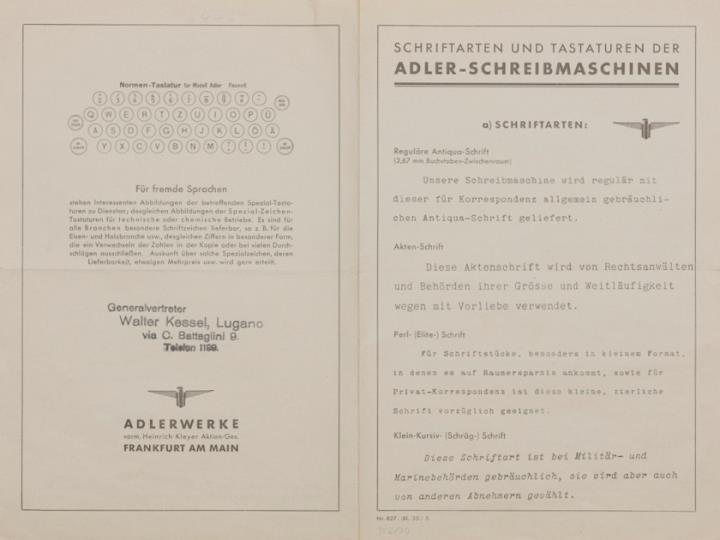 Normen-Tastatur für Modell Adler Favorit
Q W E R T Z U I O P Ü
A S D F G H J K L Ö Ä
Y X C V B N M
Für fremde Sprachen
stehen Interessenten Abbildungen der betreffenden Spezial-Tasta-
turen zu Diensten; desgleichen Abbildungen der Spezial-Zeichen-
Tastaturen für technische oder chemische Betriebe. Es sind für
alle Branchen besondere Schriftzeichen lieferbar, so z. B. für die
Eisen- und Holzbranche usw., desgleichen Ziffern in besonderer Form,
die ein Verwechseln der Zahlen in der Kopie oder bei vielen Durch-
schlägen ausschließen. Auskunft über solche Spezialzeichen, deren
Lieferbarkeit, etwaigen Mehrpreis usw. wird gern erteilt.
Generalvertreter
Walter Kessel, Lugano
via C. Battaglini 9.
Telefon 1199.
ADLERWERKE
vorm. Heinrich Kleyer Aktien-Ges.
FRANKFURT AM MAIN
SCHRIFTARTEN UND TASTATUREN DER
ADLER-SCHREIBMASCHINEN
a) SCHRIFTARTEN:
Reguläre Antiqua-Schrift
(2,67 mm Buchstaben-Zwischenraum)
Unsere Schreibmaschine wird regulär mit
dieser für Korrespondenz allgemein gebräuchli-
chen Antiqua-Schrift geliefert.
Akten-Schrift
Diese Aktenschrift wird von Rechtsanwälten
und Behörden ihrer Grösse und Weitläufigkeit
wegen mit Vorliebe verwendet.
Perl- (Elite-) Schrift
Für Schriftstücke, besonders in kleinem Format,
in denen es auf Raumersparnis ankommt, sowie für
Privat-Korrespondenz ist diese kleine, zierliche
Schrift vorzüglich geeignet.
Klein-Kursiv- (Schräg-) Schrift
Diese Schriftart ist bei Militär- und
Marinebehörden gebräuchlich, sie wird aber auch
von anderen Abnehmern gewählt.
Nr. 827. (III. 35.) 5.